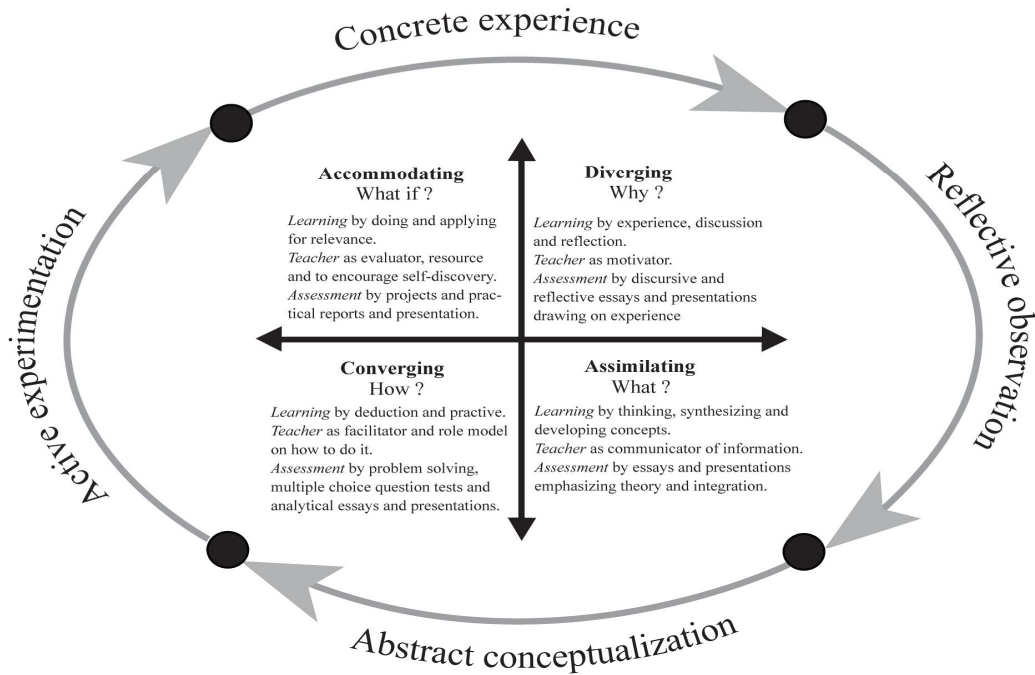 Concrete experience
Reflective observation
Abstract conceptualization
Active experimentation
Accommodating
What if ?
Learning by doing and applying
for relevance.
Teacher as evaluator, resource
and to encourage self-discovery.
Assessment by projects and prac-
tical reports and presentation.
Diverging
Why ?
Learning by experience, discussion
and reflection.
Teacher as motivator.
Assessment by discursive and
reflective essays and presentations
drawing on experience
Converging
How ?
Learning by deduction and practive.
Teacher as facilitator and role model
on how to do it.
Assessment by problem solving,
multiple choice question tests and
analytical essays and presentations.
Assimilating
What ?
Learning by thinking, synthesizing and
developing concepts.
Teacher as communicator of information.
Assessment by essays and presentations
emphasizing theory and integration.